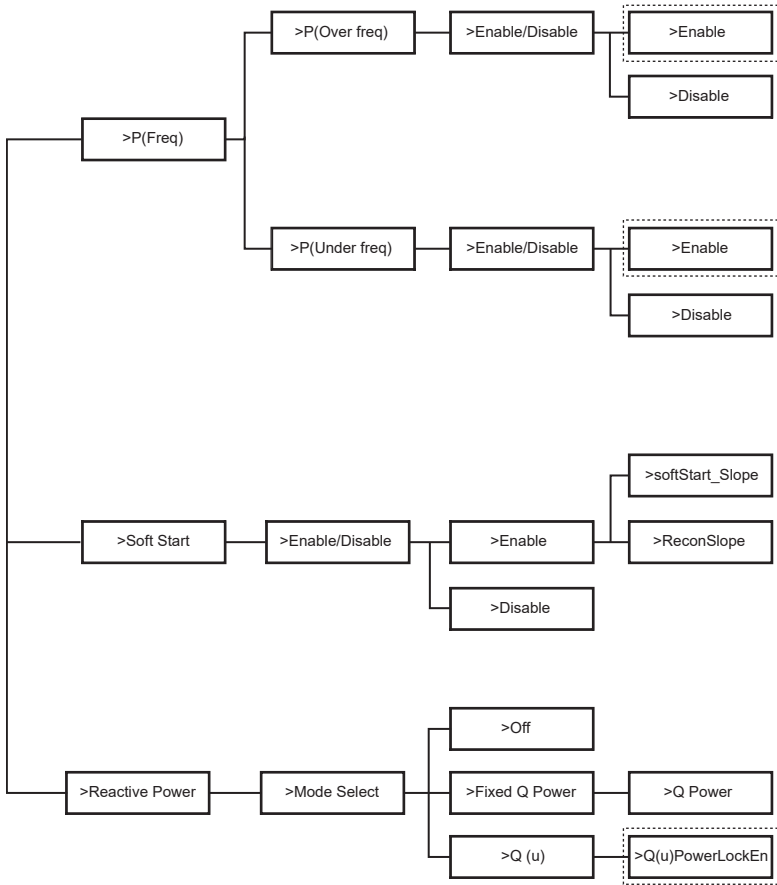 >P(Over freq)
>Enable/Disable
>Enable
>Disable
>P(Freq)
>P(Under freq)
>Enable/Disable
>Enable
>Disable
>softStart_Slope
>Soft Start
>Enable/Disable
>Enable
>ReconSlope
>Disable
>Off
>Reactive Power
>Mode Select
>Fixed Q Power
>Q Power
>Q (u)
>Q(u)PowerLockEn